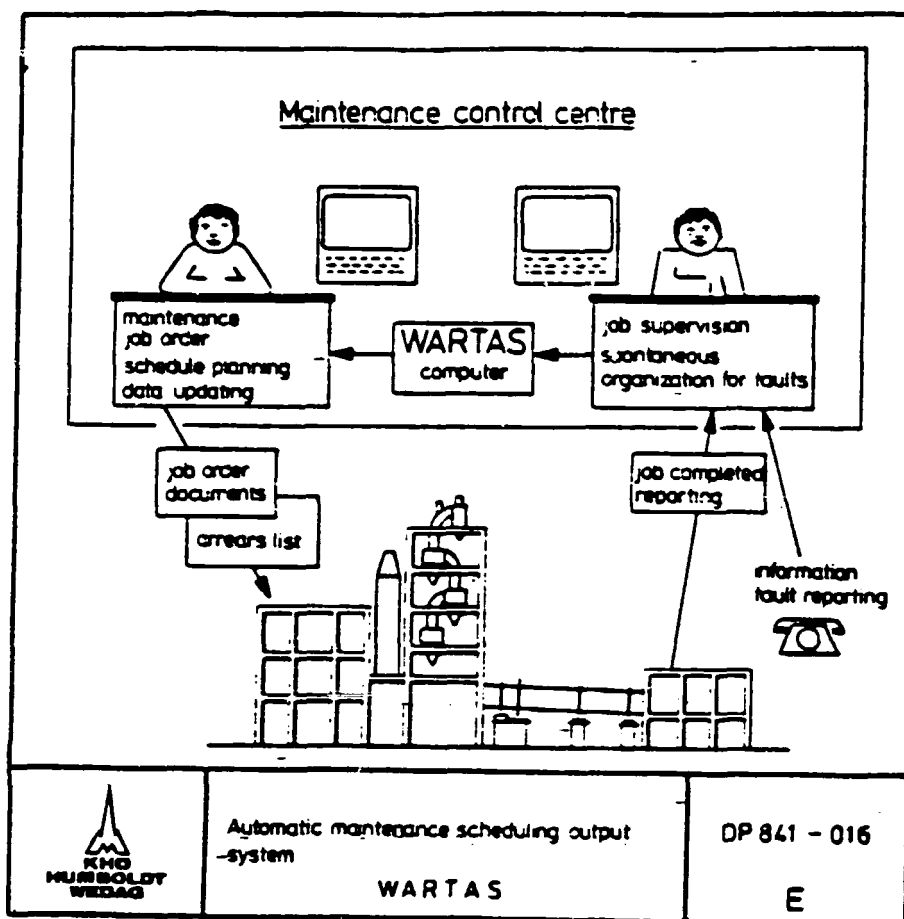 Maintenance control centre
maintenance
job order
schedule planning
data updating
WARTAS
computer
job supervision
spontaneous
organization for faults
job order
documents
arrears list
job completed
reporting
information
fault reporting
KHD
HUMBOLDT
WEDAG
Automatic maintenance scheduling output
-system
WARTAS
DP 841 - 016
E